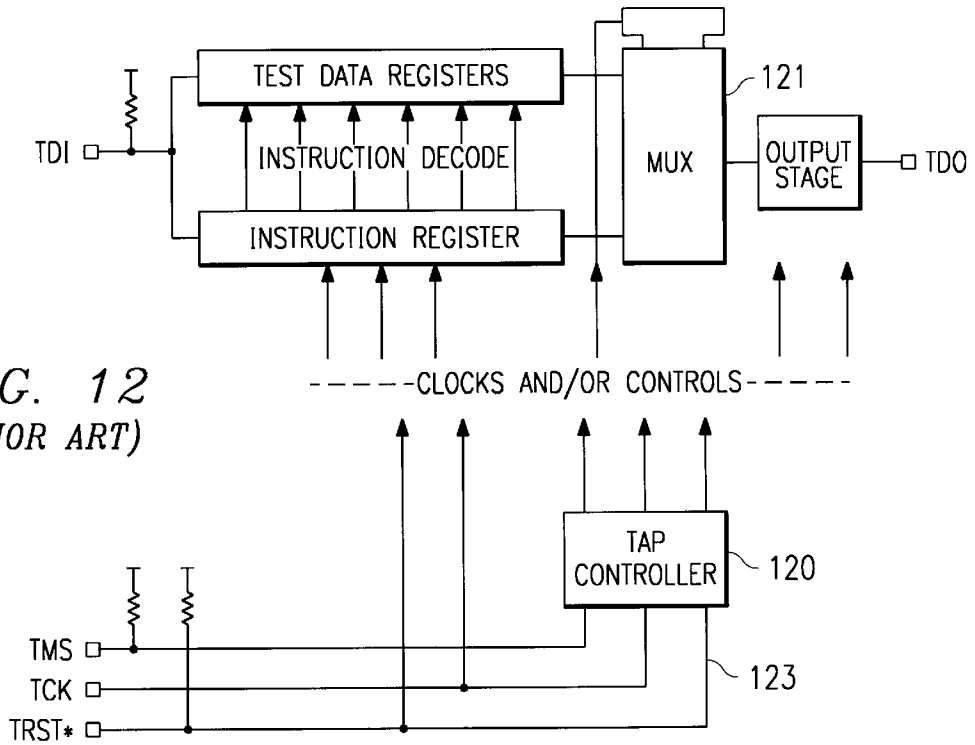 TEST DATA REGISTERS
121
TDI
INSTRUCTION DECODE
MUX
OUTPUT
STAGE
TDO
INSTRUCTION REGISTER
G. 12
CLOCKS AND/OR CONTROLS
IOR ART)
TAP
CONTROLLER
120
TMS
TCK
123
TRST*